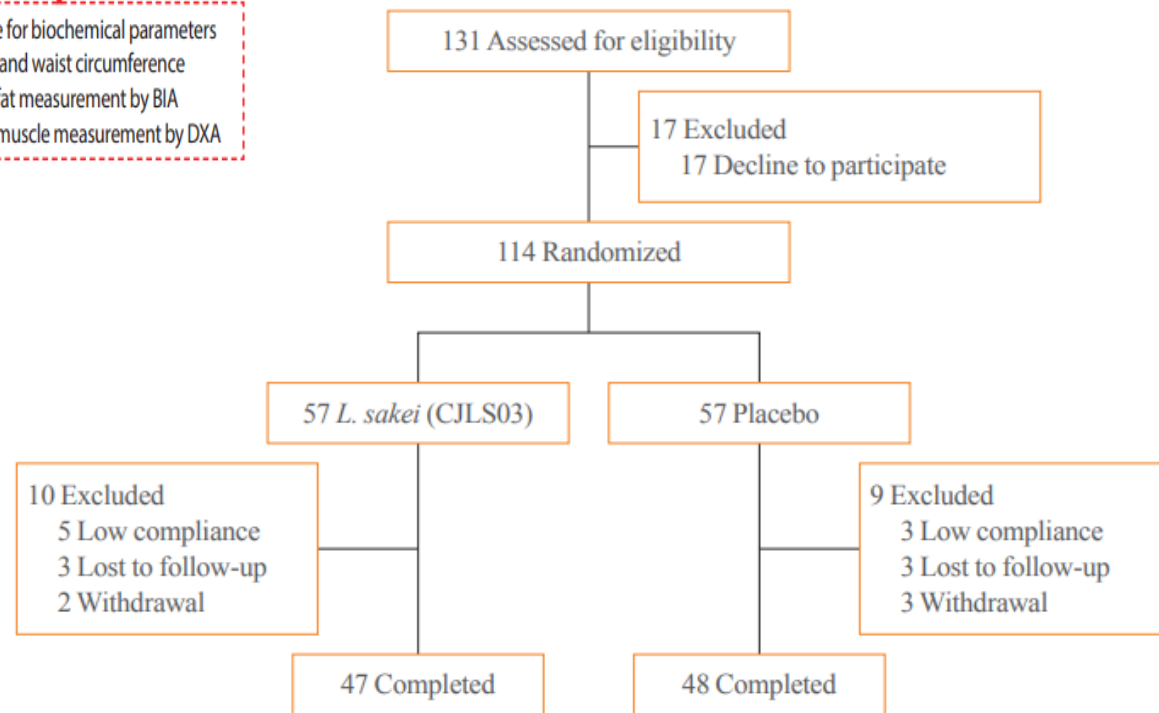 e for biochemical parameters
and waist circumference
fat measurement by BIA
muscle measurement by DXA
131 Assessed for eligibility
17 Excluded
17 Decline to participate
114 Randomized
57 L. sakei (CJLS03)
57 Placebo
10 Excluded
5 Low compliance
3 Lost to follow-up
2 Withdrawal
9 Excluded
3 Low compliance
3 Lost to follow-up
3 Withdrawal
47 Completed
48 Completed